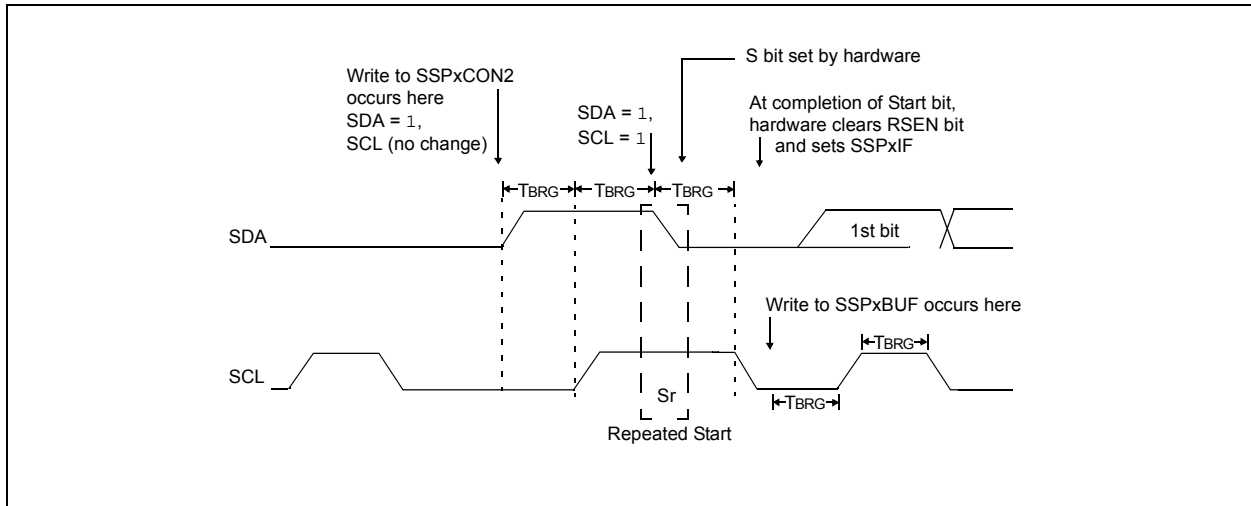 S bit set by hardware
Write to SSPxCON2
occurs here
SDA = 1,
SCL (no change)
SDA = 1,
SCL = 1
At completion of Start bit,
hardware clears RSEN bit
and sets SSPxIF
TBRG TBRG TBRG
SDA
1st bit
Write to SSPxBUF occurs here
TBRG
SCL
Sr
TBRG
Repeated Start